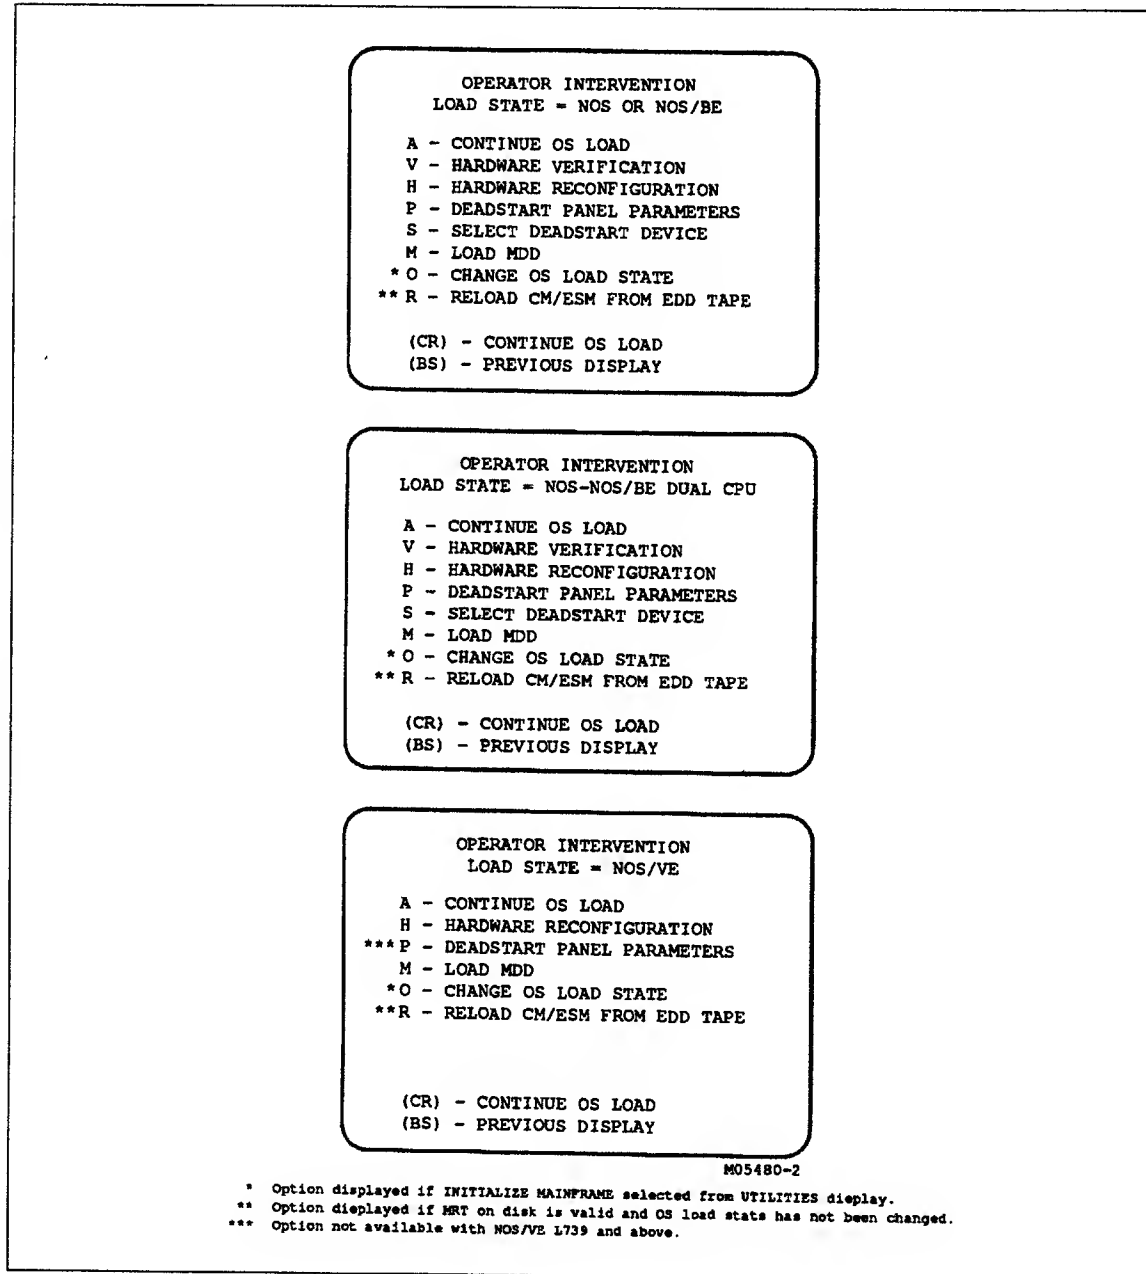 OPERATOR INTERVENTION
LOAD STATE = NOS OR NOS/BE
A - CONTINUE OS LOAD
V - HARDWARE VERIFICATION
H - HARDWARE RECONFIGURATION
P - DEADSTART PANEL PARAMETERS
S - SELECT DEADSTART DEVICE
M - LOAD MDD
* O - CHANGE OS LOAD STATE
** R - RELOAD CM/ESM FROM EDD TAPE
(CR) - CONTINUE OS LOAD
(BS) - PREVIOUS DISPLAY
OPERATOR INTERVENTION
LOAD STATE = NOS-NOS/BE DUAL CPU
A - CONTINUE OS LOAD
V - HARDWARE VERIFICATION
H - HARDWARE RECONFIGURATION
P - DEADSTART PANEL PARAMETERS
S - SELECT DEADSTART DEVICE
M - LOAD MDD
* O - CHANGE OS LOAD STATE
** R - RELOAD CM/ESM FROM EDD TAPE
(CR) - CONTINUE OS LOAD
(BS) - PREVIOUS DISPLAY
OPERATOR INTERVENTION
LOAD STATE = NOS/VE
A - CONTINUE OS LOAD
H - HARDWARE RECONFIGURATION
*** P - DEADSTART PANEL PARAMETERS
M - LOAD MDD
*O - CHANGE OS LOAD STATE
**R - RELOAD CM/ESM FROM EDD TAPE
(CR) - CONTINUE OS LOAD
(BS) - PREVIOUS DISPLAY
M05480-2
* Option displayed if INITIALIZE MAINFRAME selected from UTILITIES display.
** Option displayed if MRT on disk is valid and OS load state has not been changed.
*** Option not available with NOS/VE L739 and above.